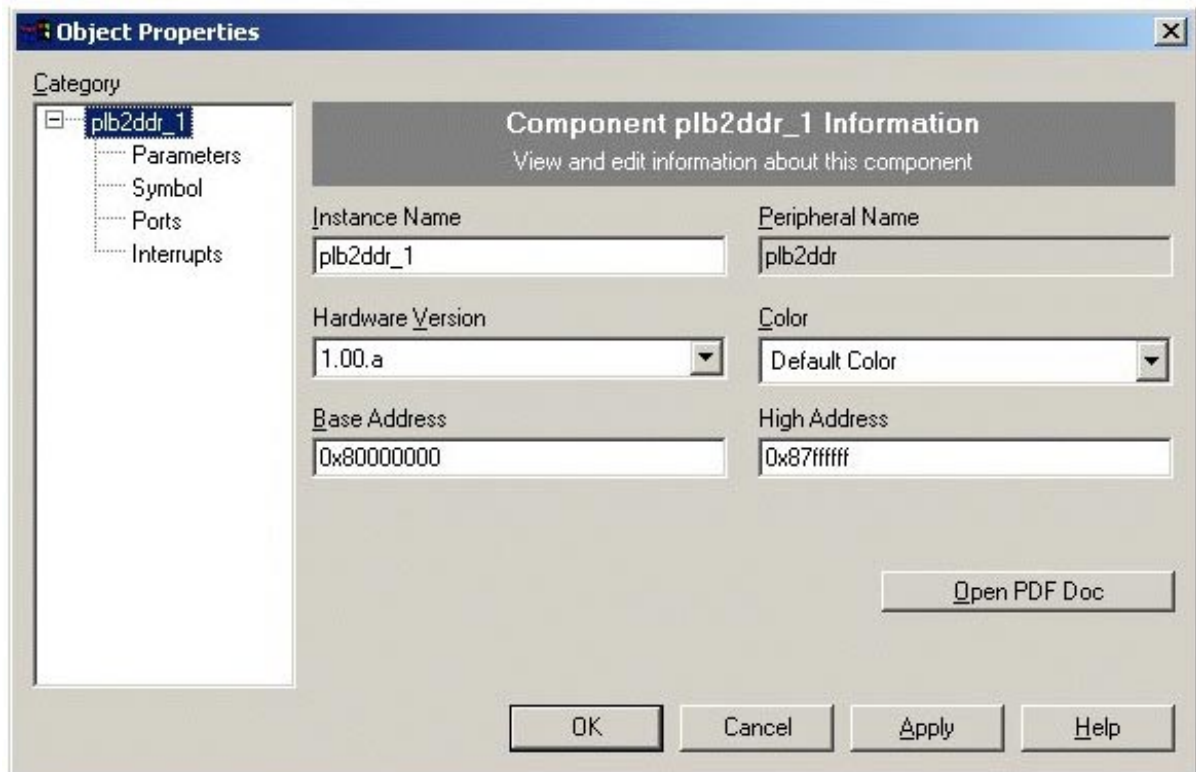 Object Properties
Category
plb2ddr_1
Parameters
Symbol
Ports
Interrupts
Component plb2ddr_1 Information
View and edit information about this component
Instance Name
Peripheral Name
plb2ddr_1
plb2ddr
Hardware Version
Color
1.00.a
Default Color
Base Address
High Address
0x80000000
0x87ffffff
Open PDF Doc
OK
Cancel
Apply
Help